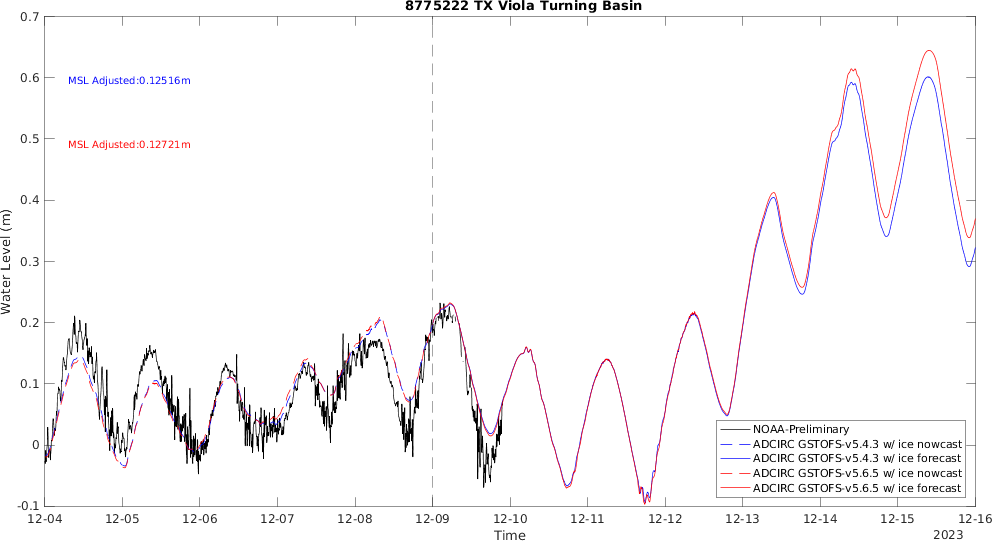 8775222 TX Viola Turning Basin
0.7
0.6
0.5
0.4
0.3
0.2
0.1
0
-0.1
Water Level (m)
MSL Adjusted:0.12516m
MSL Adjusted:0.12721m
NOAA-Preliminary
ADCIRC GSTOFS-v5.4.3 w/ ice nowcast
ADCIRC GSTOFS-v5.4.3 w/ ice forecast
ADCIRC GSTOFS-v5.6.5 w/ ice nowcast
ADCIRC GSTOFS-v5.6.5 w/ ice forecast
12-04 12-05 12-06 12-07 12-08 12-09 12-10 12-11 12-12 12-13 12-14 12-15 12-16
Time
2023